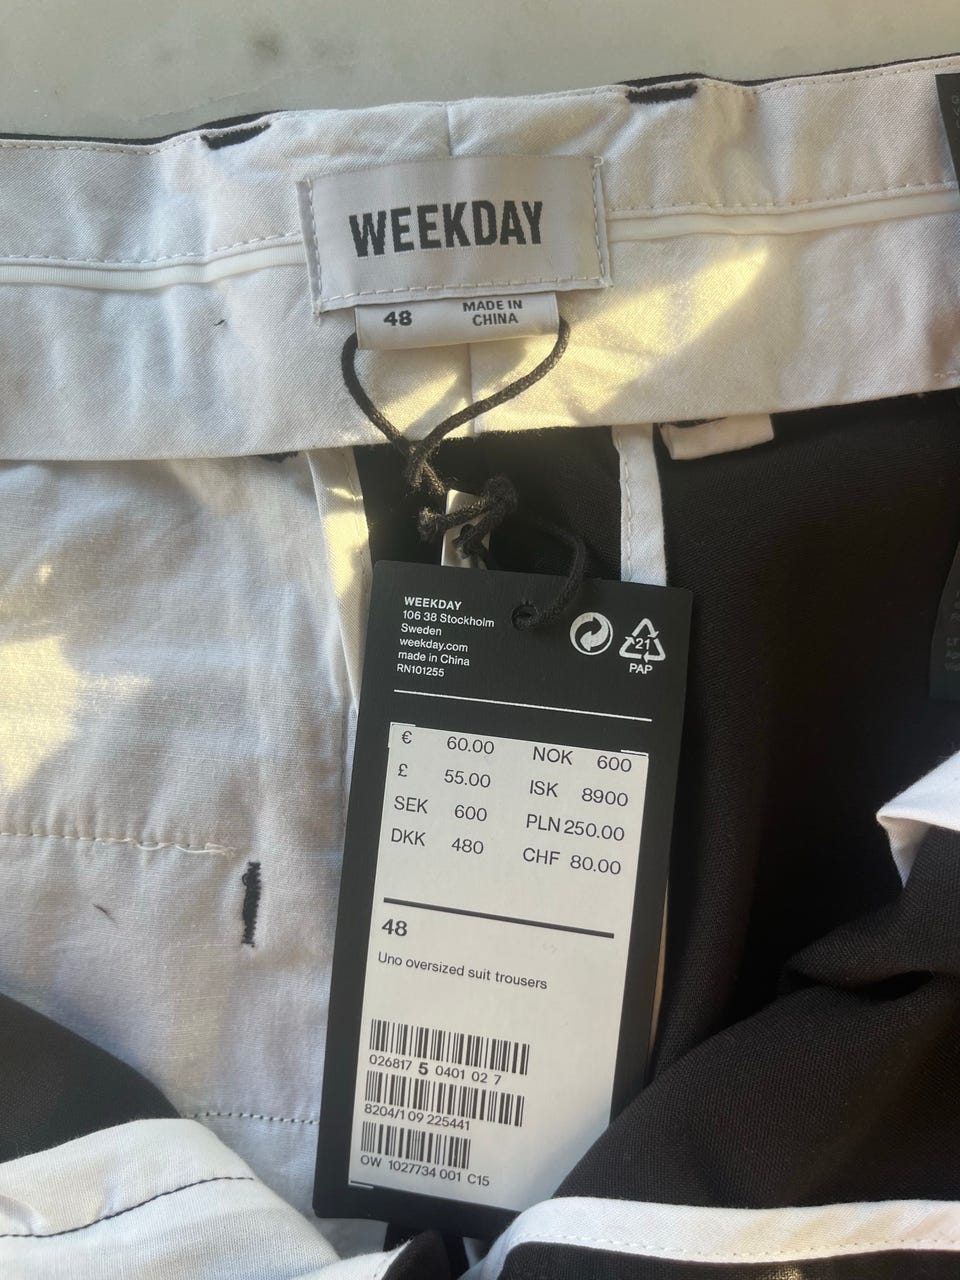 WEEKDAY
48 MADE IN
CHINA
WEEKDAY
106 38 Stockholm
Sweden
weekday.com
made in China
RN101255
21
PAP
€ 60.00 NOK 600
£ 55.00 ISK 8900
SEK 600 PLN 250.00
DKK 480 CHF 80.00
48
Uno oversized suit trousers
026817 5 0401 02 7
8204/1 09 225441
OW 1027734 001 C15